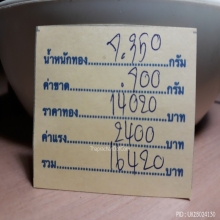 น้ำหนักทอง 7.350 กรัม
ค่าขาด .900 กรัม
ราคาทอง 14020 บาท
ค่าแรง 2400 บาท
รวม 16420 บาท